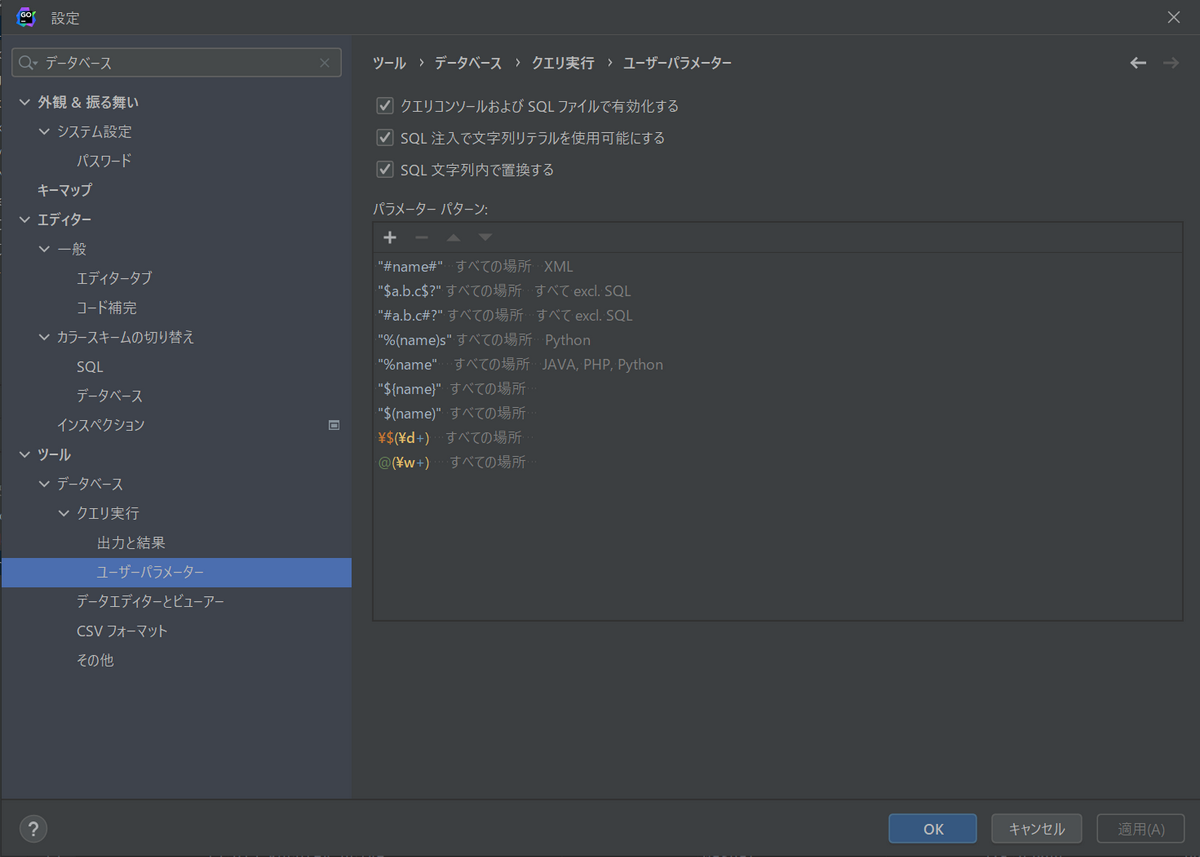 GO 設定
データベース
外観 & 振る舞い
システム設定
パスワード
キーマップ
エディター
一般
エディタータブ
コード補完
カラースキームの切り替え
SQL
データベース
インスペクション
ツール
データベース
クエリ実行
出力と結果
ユーザーパラメーター
データエディターとビューアー
CSV フォーマット
その他
ツール › データベース › クエリ実行 › ユーザーパラメーター
クエリコンソールおよび SQL ファイルで有効化する
SQL 注入で文字列リテラルを使用可能にする
SQL 文字列内で置換する
パラメーター パターン:
"#name#" すべての場所 XML
"$a.b.c$?" すべての場所 すべて excl. SQL
"#a.b.c#?" すべての場所 すべて excl. SQL
"%(name)s" すべての場所 Python
"%name" すべての場所 JAVA, PHP, Python
"${name}" すべての場所
"$(name)" すべての場所
¥$(¥d+) すべての場所
@(¥w+) すべての場所
?
OK キャンセル 適用(A)